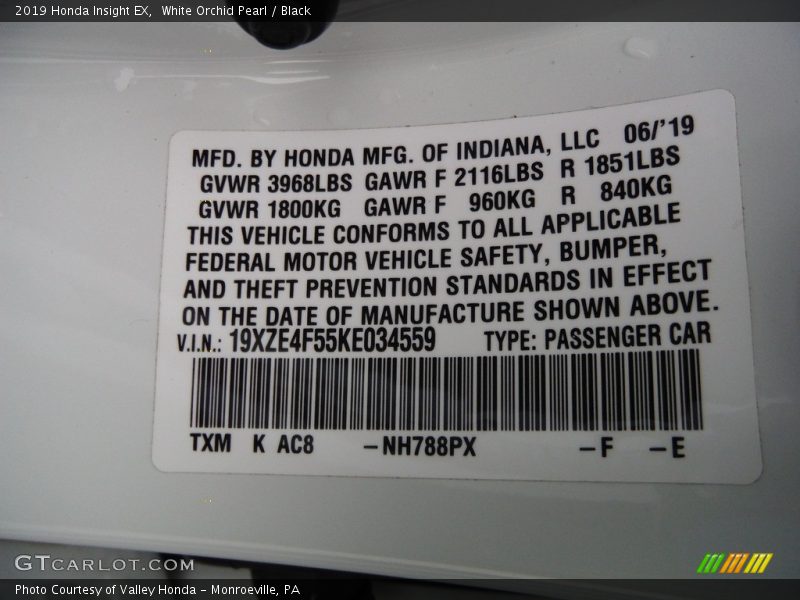 2019 Honda Insight EX,  White Orchid Pearl / Black
MFD. BY HONDA MFG. OF INDIANA, LLC 06/'19
GVWR 3968LBS GAWR F 2116LBS R 1851LBS
GVWR 1800KG GAWR F 960KG R 840KG
THIS VEHICLE CONFORMS TO ALL APPLICABLE
FEDERAL MOTOR VEHICLE SAFETY, BUMPER,
AND THEFT PREVENTION STANDARDS IN EFFECT
ON THE DATE OF MANUFACTURE SHOWN ABOVE.
V.I.N.: 19XZE4F55KE034559 TYPE: PASSENGER CAR
TXM K AC8 –NH788PX –F –E
GTCARLOT.COM
Photo Courtesy of Valley Honda – Monroeville, PA